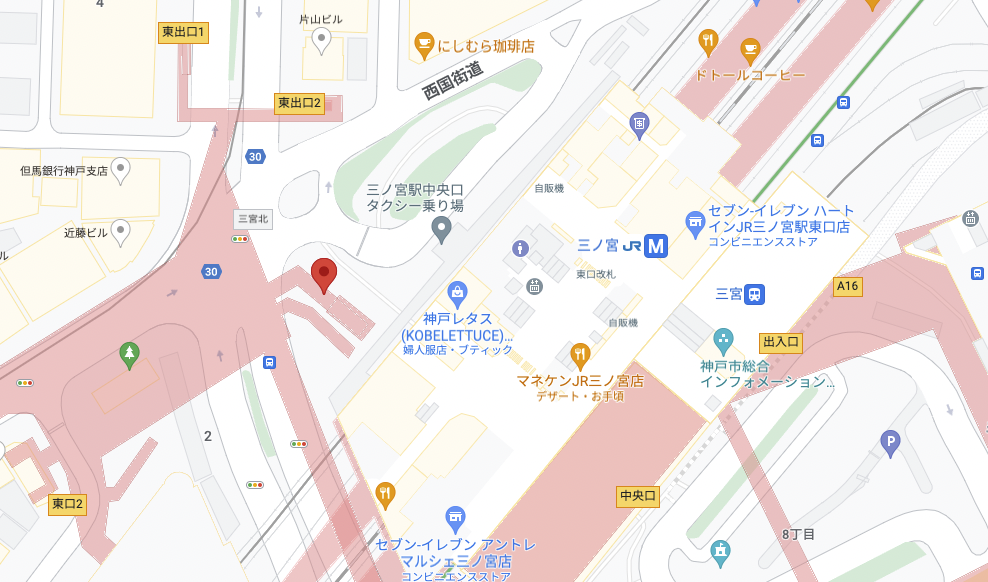 4
片山ビル
東出口1
にしむら珈琲店
西国街道
ドトールコーヒー
東出口2
30
但馬銀行神戸支店
自販機
三ノ宮駅中央口
タクシー乗り場
三宮北
近藤ビル
セブン-イレブン ハート
インJR三ノ宮駅東口店
コンビニエンスストア
三ノ宮 JR M
30
東口改札
三宮
A16
神戸レタス
(KOBELETTUCE)...
婦人服店・ブティック
自販機
出入口
マネケンJR三ノ宮店
デザート・お手頃
神戸市総合
インフォメーション...
2
P
東口2
中央口
8丁目
セブン-イレブン アントレ
マルシェ三ノ宮店
コンビニエンスストア